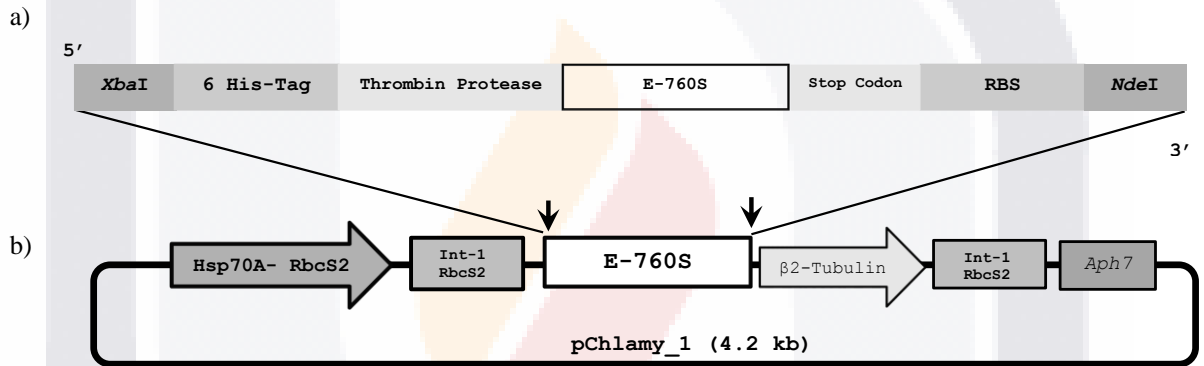 a)
5′
XbaI
6 His-Tag
Thrombin Protease
E-760S
Stop Codon
RBS
NdeI
3′
b)
Hsp70A- RbcS2
Int-1
RbcS2
E-760S
β2-Tubulin
Int-1
RbcS2
Aph7
pChlamy_1 (4.2 kb)